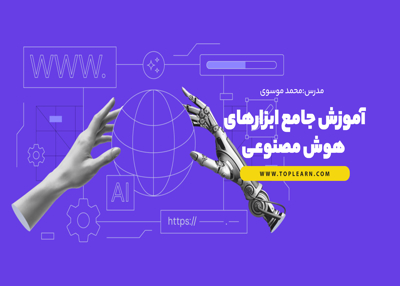 WWW.
مدرس:محمد موسوی
آموزش جامع ابزارهای
هوش مصنوعی
WWW.TOPLEARN.COM
AI
https://